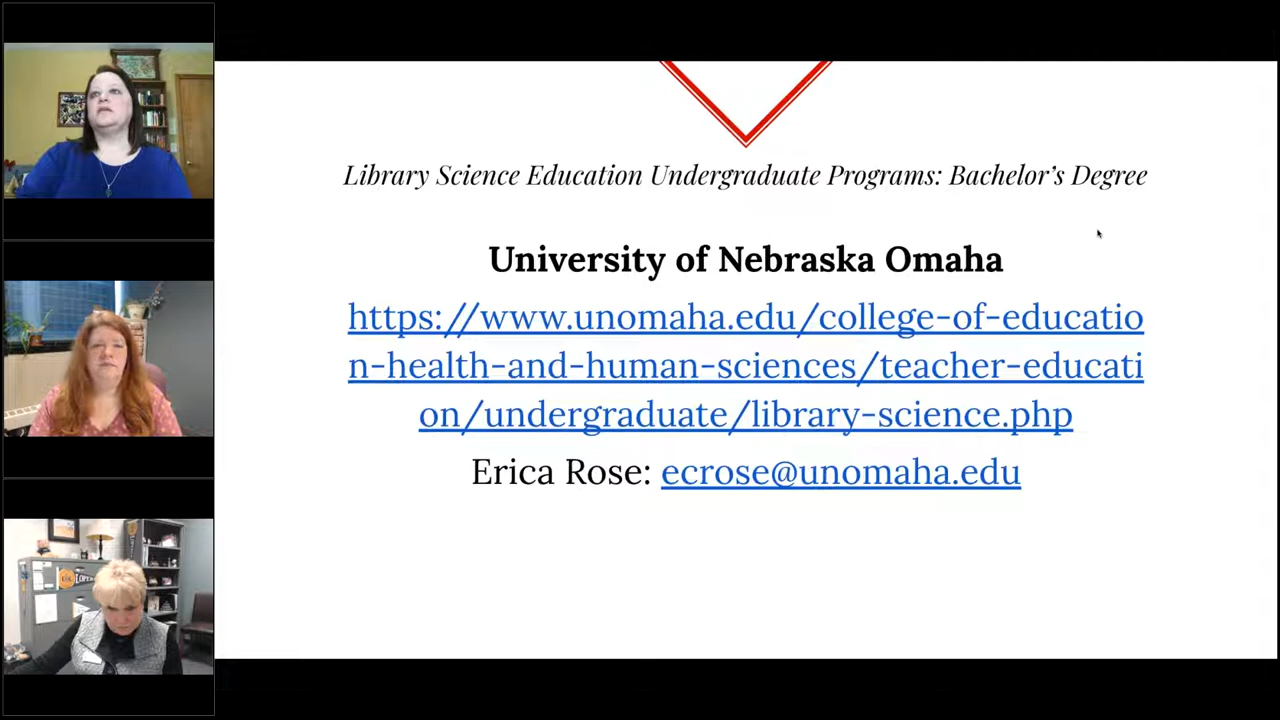 Library Science Education Undergraduate Programs: Bachelor's Degree
University of Nebraska Omaha
https://www.unomaha.edu/college-of-educatio
n-health-and-human-sciences/teacher-educati
on/undergraduate/library-science.php
Erica Rose: ecrose@unomaha.edu